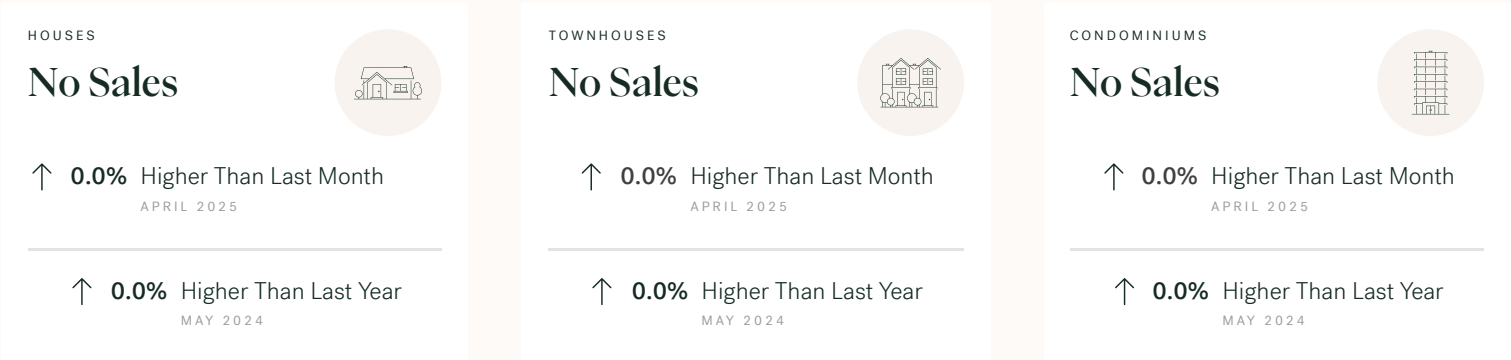 HOUSES
No Sales
↑ 0.0% Higher Than Last Month
APRIL 2025
↑ 0.0% Higher Than Last Year
MAY 2024
TOWNHOUSES
No Sales
↑ 0.0% Higher Than Last Month
APRIL 2025
↑ 0.0% Higher Than Last Year
MAY 2024
CONDOMINIUMS
No Sales
↑ 0.0% Higher Than Last Month
APRIL 2025
↑ 0.0% Higher Than Last Year
MAY 2024